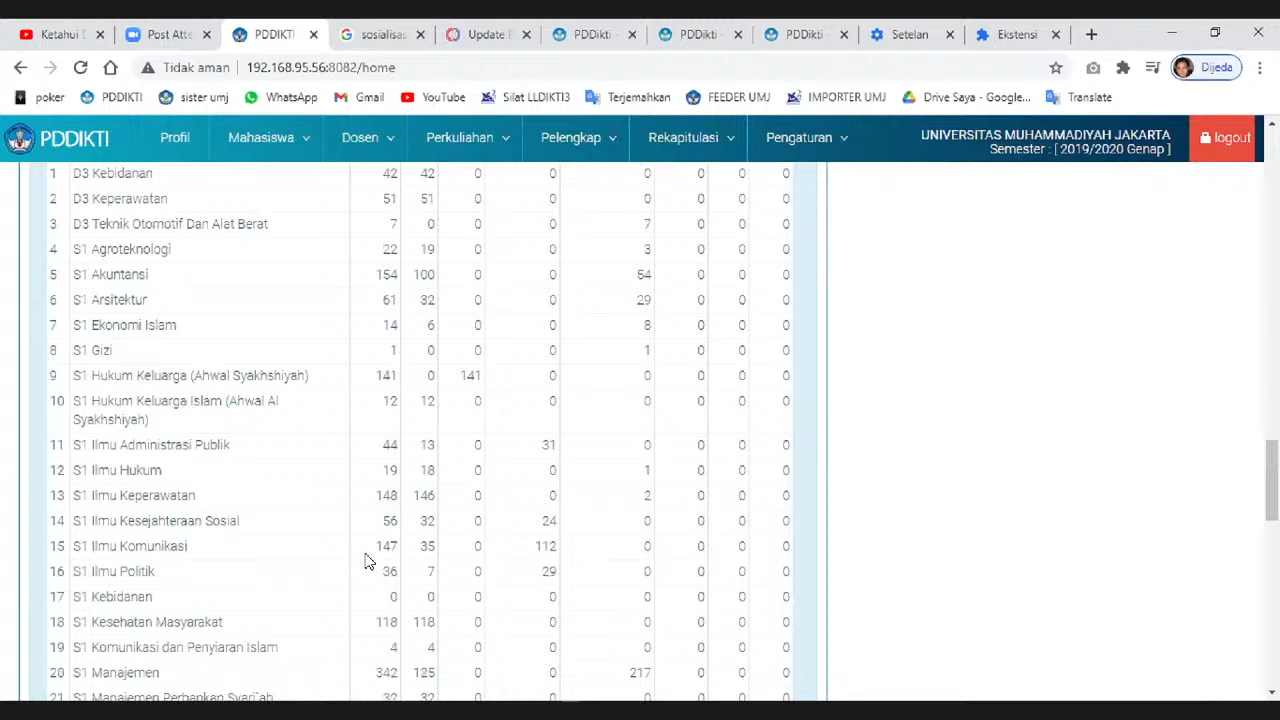 Ketahui E
Post Atte
PDDIKTI
sosialisas
Update P
PDDikti -
PDDikti -
PDDikti -
Setelan
Ekstensi
Tidak aman 192.168.95.56:8082/home
Dijeda
poker PDDIKTI sister umj WhatsApp Gmail YouTube Silat LLDIKTI3 Terjemahkan FEEDER UMJ IMPORTER UMJ Drive Saya - Google... Translate
PDDIKTI Profil Mahasiswa Dosen Perkuliahan Pelengkap Rekapitulasi Pengaturan UNIVERSITAS MUHAMMADIYAH JAKARTA
Semester : [ 2019/2020 Genap ]
logout
1 D3 Kebidanan 42 42 0 0 0 0 0 0
2 D3 Keperawatan 51 51 0 0 0 0 0 0
3 D3 Teknik Otomotif Dan Alat Berat 7 0 0 0 7 0 0 0
4 S1 Agroteknologi 22 19 0 0 3 0 0 0
5 S1 Akuntansi 154 100 0 0 54 0 0 0
6 S1 Arsitektur 61 32 0 0 29 0 0 0
7 S1 Ekonomi Islam 14 6 0 0 8 0 0 0
8 S1 Gizi 1 0 0 0 1 0 0 0
9 S1 Hukum Keluarga (Ahwal Syakhshiyah) 141 0 141 0 0 0 0 0
10 S1 Hukum Keluarga Islam (Ahwal Al 12 12 0 0 0 0 0 0
Syakhshiyah)
11 S1 Ilmu Administrasi Publik 44 13 0 31 0 0 0 0
12 S1 Ilmu Hukum 19 18 0 0 1 0 0 0
13 S1 Ilmu Keperawatan 148 146 0 0 2 0 0 0
14 S1 Ilmu Kesejahteraan Sosial 56 32 0 24 0 0 0 0
15 S1 Ilmu Komunikasi 147 35 0 112 0 0 0 0
16 S1 Ilmu Politik 36 7 0 29 0 0 0 0
17 S1 Kebidanan 0 0 0 0 0 0 0 0
18 S1 Kesehatan Masyarakat 118 118 0 0 0 0 0 0
19 S1 Komunikasi dan Penyiaran Islam 4 4 0 0 0 0 0 0
20 S1 Manajemen 342 125 0 0 217 0 0 0
21 S1 Manajemen Perbankan Syari`ah 32 32 0 0 0 0 0 0